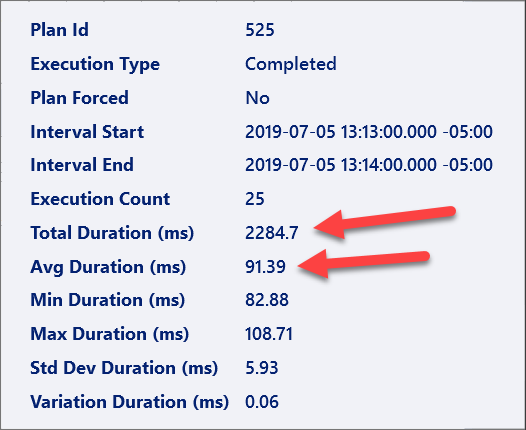 Plan Id 525
Execution Type Completed
Plan Forced No
Interval Start 2019-07-05 13:13:00.000 -05:00
Interval End 2019-07-05 13:14:00.000 -05:00
Execution Count 25
Total Duration (ms) 2284.7
Avg Duration (ms) 91.39
Min Duration (ms) 82.88
Max Duration (ms) 108.71
Std Dev Duration (ms) 5.93
Variation Duration (ms) 0.06